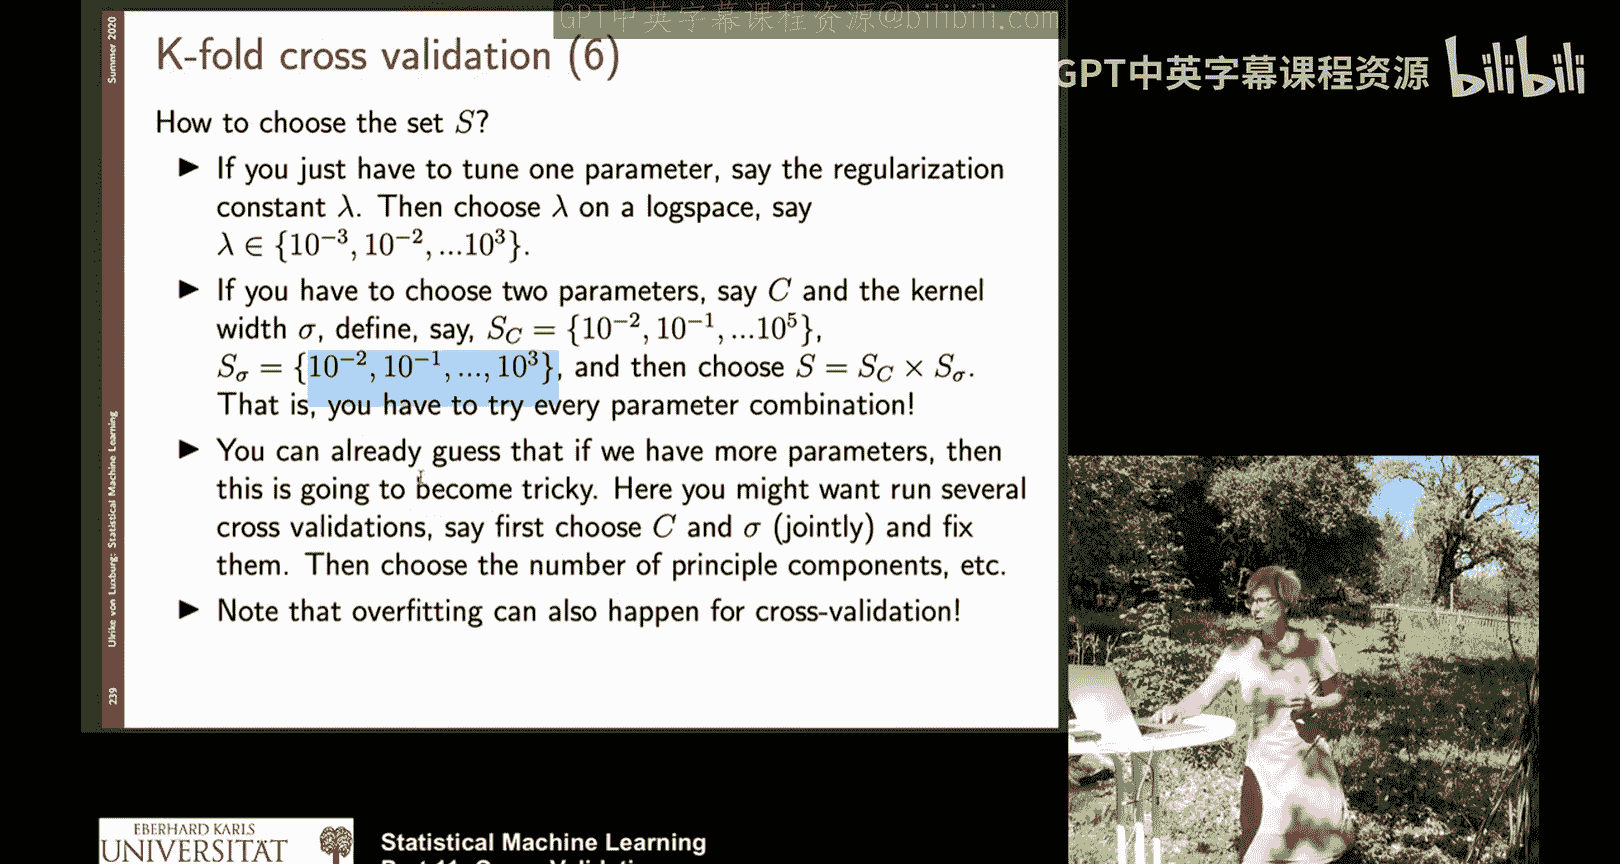 GPT中英字幕课程资源@bilibili.com
GPT中英字幕课程资源
bilibili
Summer 2020
K-fold cross validation (6)
How to choose the set S?
▶ If you just have to tune one parameter, say the regularization
constant λ. Then choose λ on a logspace, say
λ ∈ {10⁻³, 10⁻², ...10³}.
▶ If you have to choose two parameters, say C and the kernel
width σ, define, say, S_C = {10⁻², 10⁻¹, ...10⁵},
S_σ = {10⁻², 10⁻¹, ..., 10³}, and then choose S = S_C × S_σ.
That is, you have to try every parameter combination!
▶ You can already guess that if we have more parameters, then
this is going to become tricky. Here you might want run several
cross validations, say first choose C and σ (jointly) and fix
them. Then choose the number of principle components, etc.
▶ Note that overfitting can also happen for cross-validation!
Ulrike von Luxburg: Statistical Machine Learning
239
EBERHARD KARLS
UNIVERSITÄT
Statistical Machine Learning